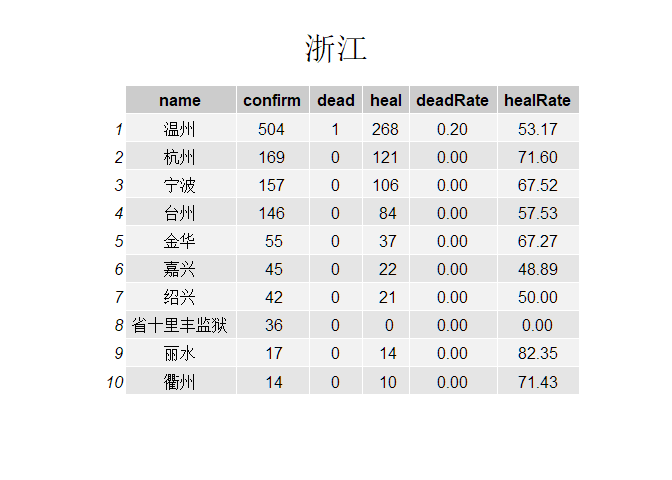 浙江
name confirm dead heal deadRate healRate
1 温州 504 1 268 0.20 53.17
2 杭州 169 0 121 0.00 71.60
3 宁波 157 0 106 0.00 67.52
4 台州 146 0 84 0.00 57.53
5 金华 55 0 37 0.00 67.27
6 嘉兴 45 0 22 0.00 48.89
7 绍兴 42 0 21 0.00 50.00
8 省十里丰监狱 36 0 0 0.00 0.00
9 丽水 17 0 14 0.00 82.35
10 衢州 14 0 10 0.00 71.43